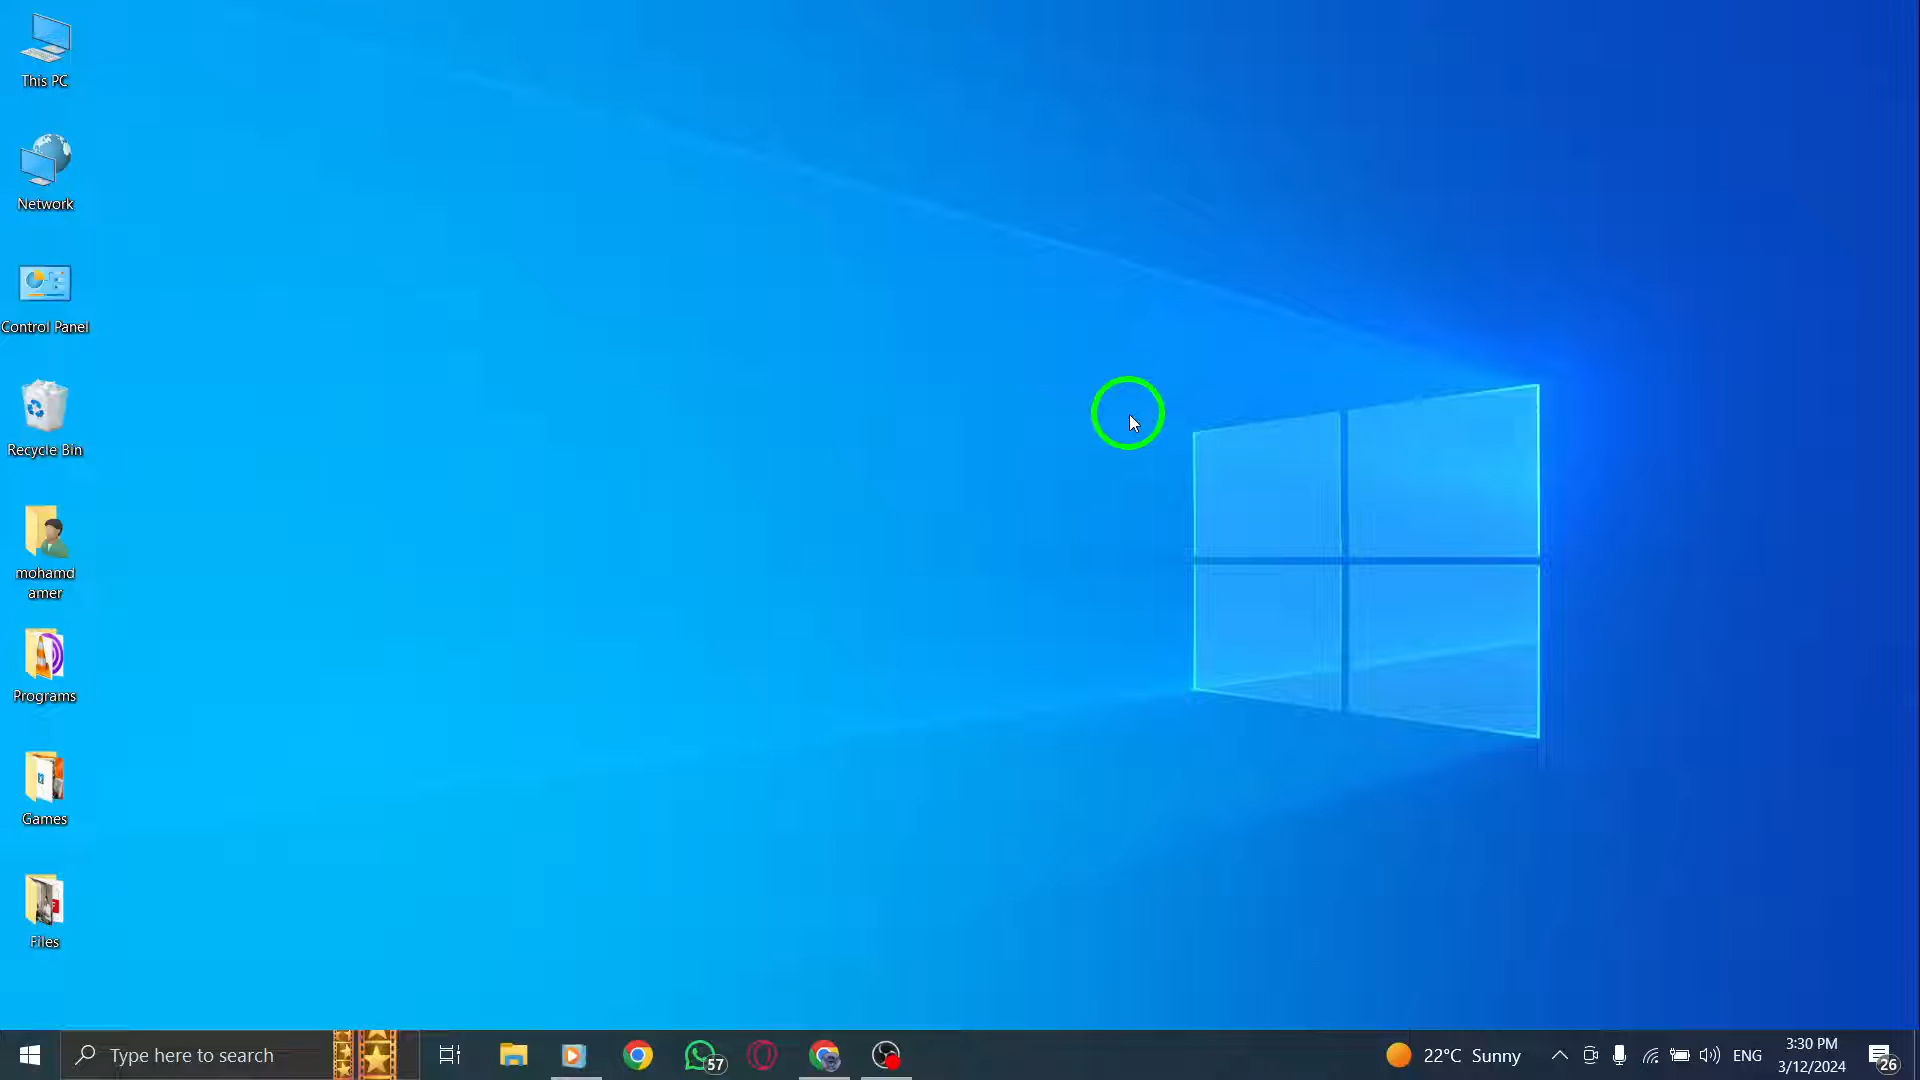 This PC
Network
Control Panel
Recycle Bin
mohamd
amer
Programs
Games
Files
Type here to search
57
22°C Sunny
ENG
3:30 PM
3/12/2024
26